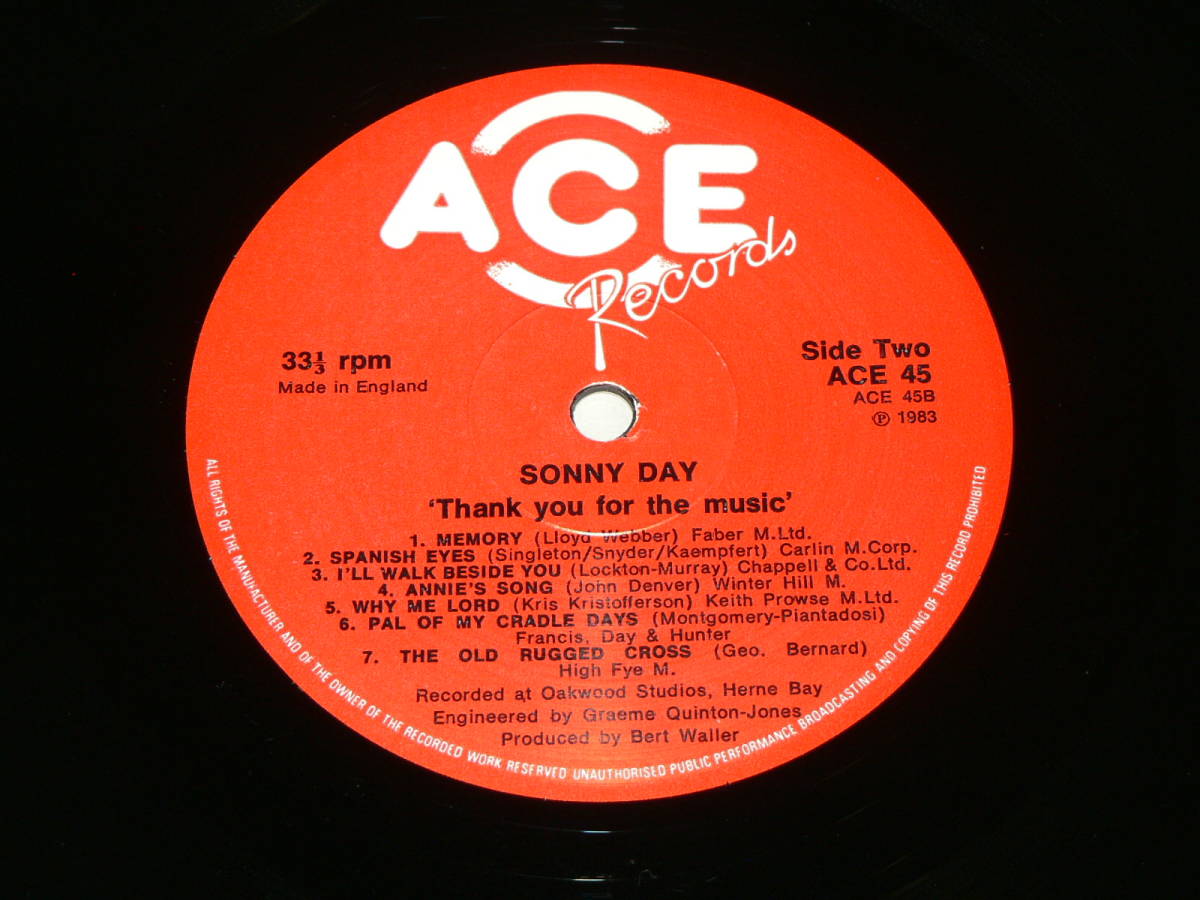 ACE
Records
33⅓ rpm
Made in England
Side Two
ACE 45
ACE 45B
℗ 1983
SONNY DAY
'Thank you for the music'
1. MEMORY (Lloyd Webber) Faber M.Ltd.
2. SPANISH EYES (Singleton/Snyder/Kaempfert) Carlin M.Corp.
3. I'LL WALK BESIDE YOU (Lockton-Murray) Chappell & Co.Ltd.
4. ANNIE'S SONG (John Denver) Winter Hill M.
5. WHY ME LORD (Kris Kristofferson) Keith Prowse M.Ltd.
6. PAL OF MY CRADLE DAYS (Montgomery-Piantadosi)
Francis, Day & Hunter
7. THE OLD RUGGED CROSS (Geo. Bernard)
High Fye M.
Recorded at Oakwood Studios, Herne Bay
Engineered by Graeme Quinton-Jones
Produced by Bert Waller
ALL RIGHTS OF THE MANUFACTURER AND OF THE OWNER OF THE RECORDED WORK RESERVED UNAUTHORISED PUBLIC PERFORMANCE BROADCASTING AND COPYING OF THIS RECORD PROHIBITED